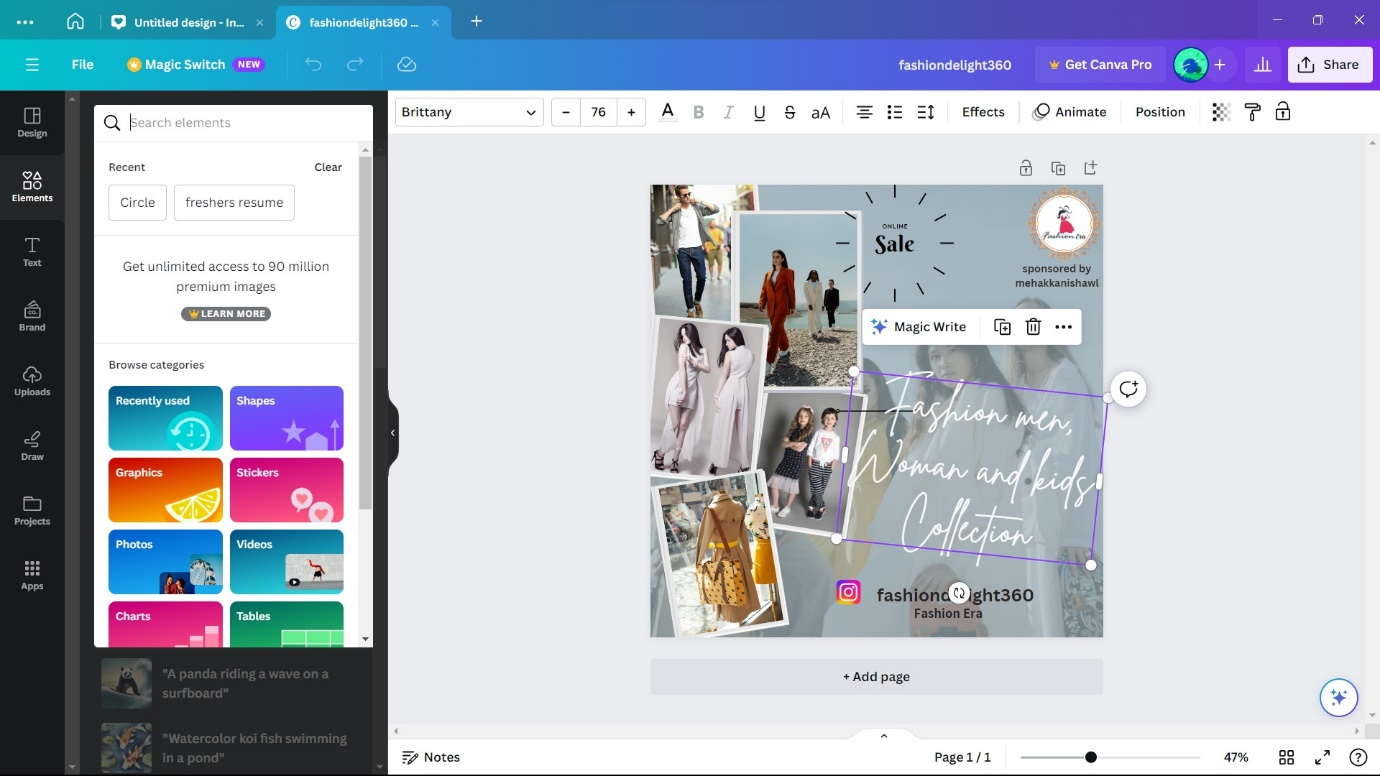 Untitled design - In...
fashiondelight360 ...
File
Magic Switch
NEW
fashiondelight360
Get Canva Pro
Share
Design
Elements
Text
Brand
Uploads
Draw
Projects
Apps
CO.
Search elements
Recent
Clear
Circle
freshers resume
Get unlimited access to 90 million
premium images
LEARN MORE
Browse categories
Recently used
Shapes
Graphics
Stickers
Photos
Videos
Charts
Tables
"A panda riding a wave on a
surfboard"
"Watercolor koi fish swimming
in a pond"
Brittany
- 76 +
A B I U S aA
Effects
Animate
Position
ONLINE
Sale
Fashion Era
sponsored by
mehakkanishawl
Magic Write
Fashion men,
Woman and kids
Collection
fashiondelight360
Fashion Era
+ Add page
Notes
Page 1 / 1
47%